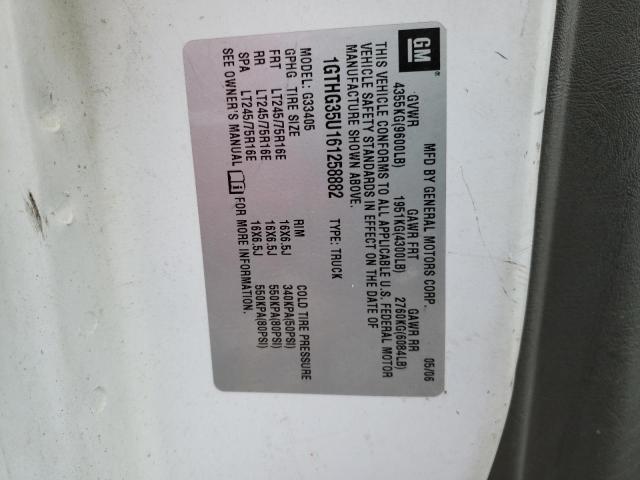 GM
MFD BY GENERAL MOTORS CORP. 05/06
GVWR GAWR FRT GAWR RR
4355KG(9600LB) 1951KG(4300LB) 2760KG(6084LB)
THIS VEHICLE CONFORMS TO ALL APPLICABLE U.S. FEDERAL MOTOR
VEHICLE SAFETY STANDARDS IN EFFECT ON THE DATE OF
MANUFACTURE SHOWN ABOVE.
1GTHG35U161258882 TYPE: TRUCK
MODEL: G33405
GPHG TIRE SIZE RIM COLD TIRE PRESSURE
FRT LT245/75R16E 16X6.5J 340KPA(50PSI)
RR LT245/75R16E 16X6.5J 550KPA(80PSI)
SPA LT245/75R16E 16X6.5J 550KPA(80PSI)
SEE OWNER'S MANUAL FOR MORE INFORMATION.